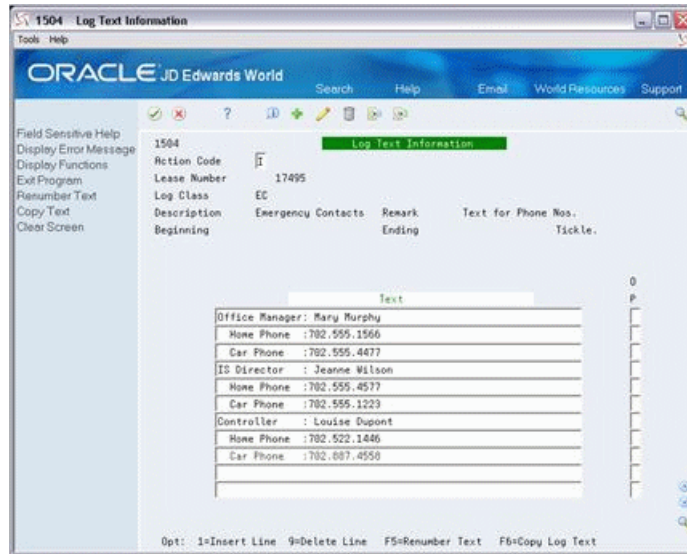 1504 Log Text Information
Tools Help
ORACLE JD Edwards World
Search Help Email World Resources Support
Field Sensitive Help
Display Error Message
Display Functions
Exit Program
Renumber Text
Copy Text
Clear Screen
1504 Log Text Information
Action Code I
Lease Number 17495
Log Class EC
Description Emergency Contacts Remark Text for Phone Nos.
Beginning Ending Tickle.
O
Text P
Office Manager: Mary Murphy
Home Phone :702.555.1566
Car Phone :702.555.4477
IS Director : Jeanne Wilson
Home Phone :702.555.4577
Car Phone :702.555.1223
Controller : Louise Dupont
Home Phone :702.522.1446
Car Phone :702.887.4558
Opt: 1=Insert Line 9=Delete Line F5=Renumber Text F6=Copy Log Text